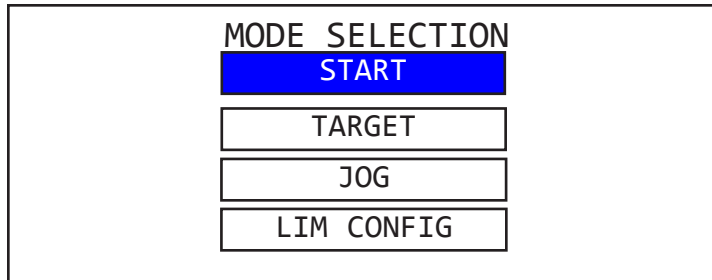 MODE SELECTION
START
TARGET
JOG
LIM CONFIG